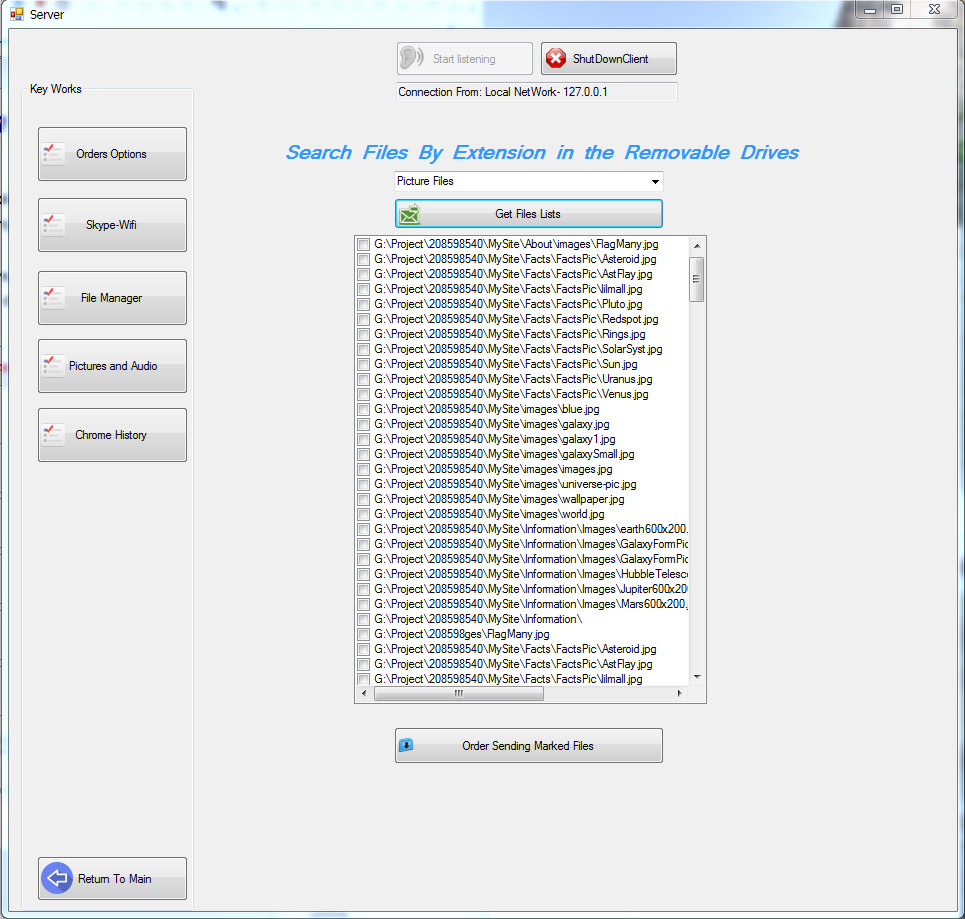 Server
Start listening
ShutDownClient
Connection From: Local NetWork- 127.0.0.1
Key Works
Orders Options
Skype-Wifi
File Manager
Pictures and Audio
Chrome History
Return To Main
Search Files By Extension in the Removable Drives
Picture Files
Get Files Lists
G:\Project\208598540\MySite\About\images\FlagMany.jpg
G:\Project\208598540\MySite\Facts\FactsPic\Asteroid.jpg
G:\Project\208598540\MySite\Facts\FactsPic\AstFlay.jpg
G:\Project\208598540\MySite\Facts\FactsPic\lilmall.jpg
G:\Project\208598540\MySite\Facts\FactsPic\Pluto.jpg
G:\Project\208598540\MySite\Facts\FactsPic\Redspot.jpg
G:\Project\208598540\MySite\Facts\FactsPic\Rings.jpg
G:\Project\208598540\MySite\Facts\FactsPic\SolarSyst.jpg
G:\Project\208598540\MySite\Facts\FactsPic\Sun.jpg
G:\Project\208598540\MySite\Facts\FactsPic\Uranus.jpg
G:\Project\208598540\MySite\Facts\FactsPic\Venus.jpg
G:\Project\208598540\MySite\images\blue.jpg
G:\Project\208598540\MySite\images\galaxy.jpg
G:\Project\208598540\MySite\images\galaxy1.jpg
G:\Project\208598540\MySite\images\galaxySmall.jpg
G:\Project\208598540\MySite\images\images.jpg
G:\Project\208598540\MySite\images\universe-pic.jpg
G:\Project\208598540\MySite\images\wallpaper.jpg
G:\Project\208598540\MySite\images\world.jpg
G:\Project\208598540\MySite\Information\Images\earth600x200.
G:\Project\208598540\MySite\Information\Images\GalaxyFormPic
G:\Project\208598540\MySite\Information\Images\GalaxyFormPic
G:\Project\208598540\MySite\Information\Images\HubbleTelesco
G:\Project\208598540\MySite\Information\Images\Jupiter600x20
G:\Project\208598540\MySite\Information\Images\Mars600x200.
G:\Project\208598540\MySite\Information\
G:\Project\208598ges\FlagMany.jpg
G:\Project\208598540\MySite\Facts\FactsPic\Asteroid.jpg
G:\Project\208598540\MySite\Facts\FactsPic\AstFlay.jpg
G:\Project\208598540\MySite\Facts\FactsPic\lilmall.jpg
Order Sending Marked Files